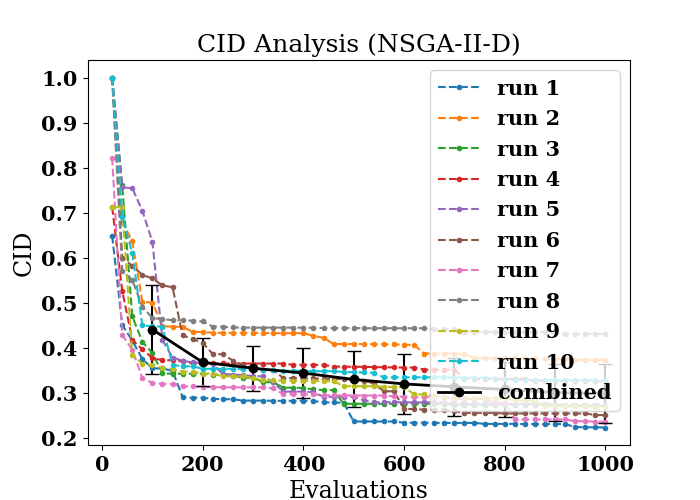 CID Analysis (NSGA-II-D)
CID
1.0
0.9
0.8
0.7
0.6
0.5
0.4
0.3
0.2
run 1
run 2
run 3
run 4
run 5
run 6
run 7
run 8
run 9
run 10
combined
0 200 400 600 800 1000
Evaluations